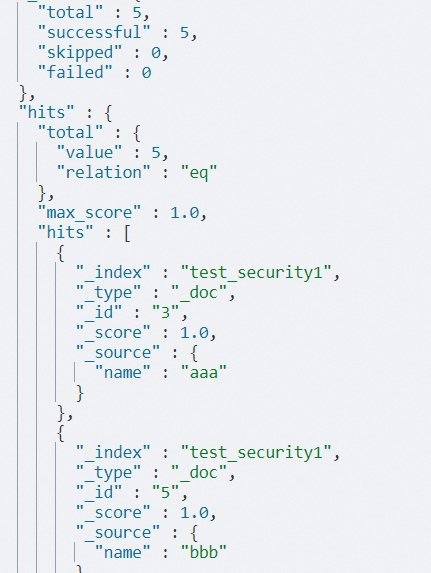 "total" : 5,
"successful" : 5,
"skipped" : 0,
"failed" : 0
},
"hits" : {
"total" : {
"value" : 5,
"relation" : "eq"
},
"max_score" : 1.0,
"hits" : [
{
"_index" : "test_security1",
"_type" : "_doc",
"_id" : "3",
"_score" : 1.0,
"_source" : {
"name" : "aaa"
}
},
{
"_index" : "test_security1",
"_type" : "_doc",
"_id" : "5",
"_score" : 1.0,
"_source" : {
"name" : "bbb"
}